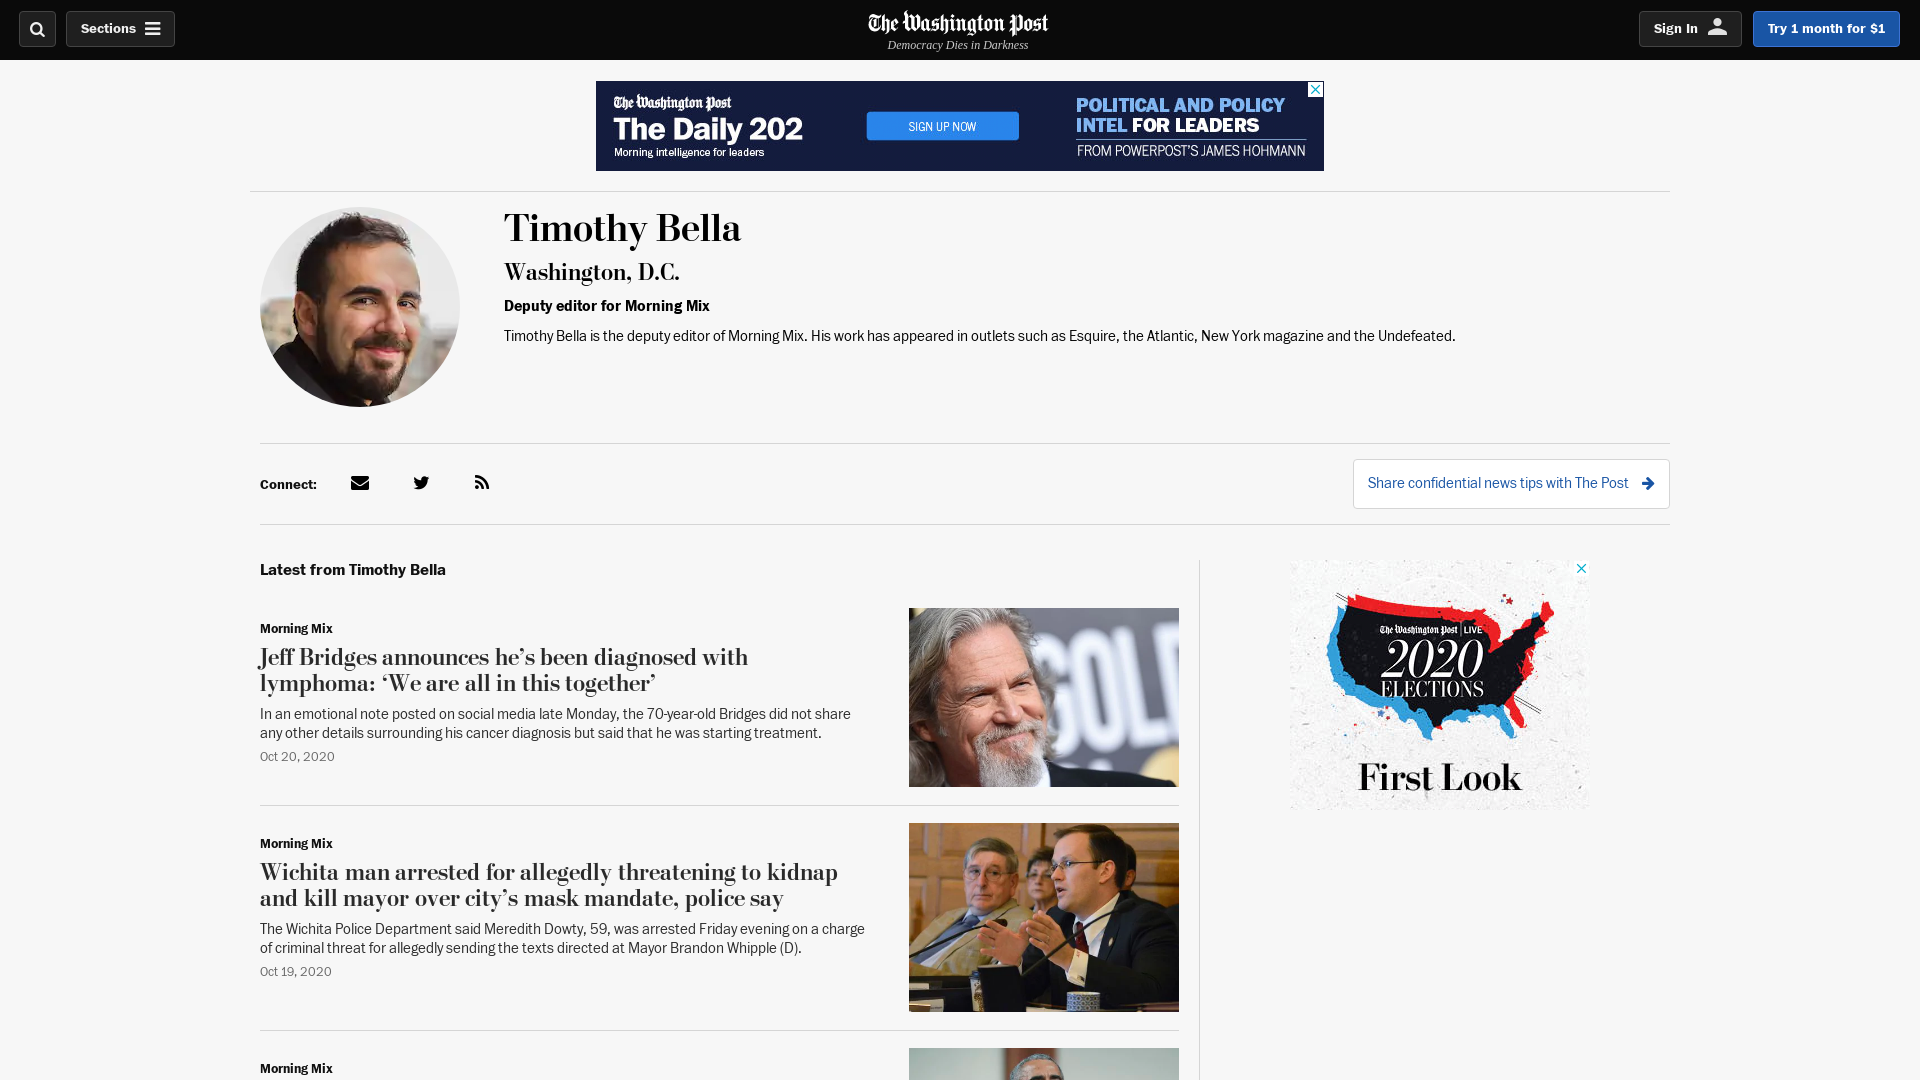 Sections
The Washington Post
Democracy Dies in Darkness
Sign In
Try 1 month for $1
The Washington Post
The Daily 202
Morning intelligence for leaders
SIGN UP NOW
POLITICAL AND POLICY
INTEL FOR LEADERS
FROM POWERPOST'S JAMES HOHMANN
Timothy Bella
Washington, D.C.
Deputy editor for Morning Mix
Timothy Bella is the deputy editor of Morning Mix. His work has appeared in outlets such as Esquire, the Atlantic, New York magazine and the Undefeated.
Connect:
Share confidential news tips with The Post
Latest from Timothy Bella
Morning Mix
Jeff Bridges announces he’s been diagnosed with
lymphoma: ‘We are all in this together’
In an emotional note posted on social media late Monday, the 70-year-old Bridges did not share
any other details surrounding his cancer diagnosis but said that he was starting treatment.
Oct 20, 2020
GOL
The Washington Post LIVE
2020
ELECTIONS
First Look
Morning Mix
Wichita man arrested for allegedly threatening to kidnap
and kill mayor over city’s mask mandate, police say
The Wichita Police Department said Meredith Dowty, 59, was arrested Friday evening on a charge
of criminal threat for allegedly sending the texts directed at Mayor Brandon Whipple (D).
Oct 19, 2020
Morning Mix